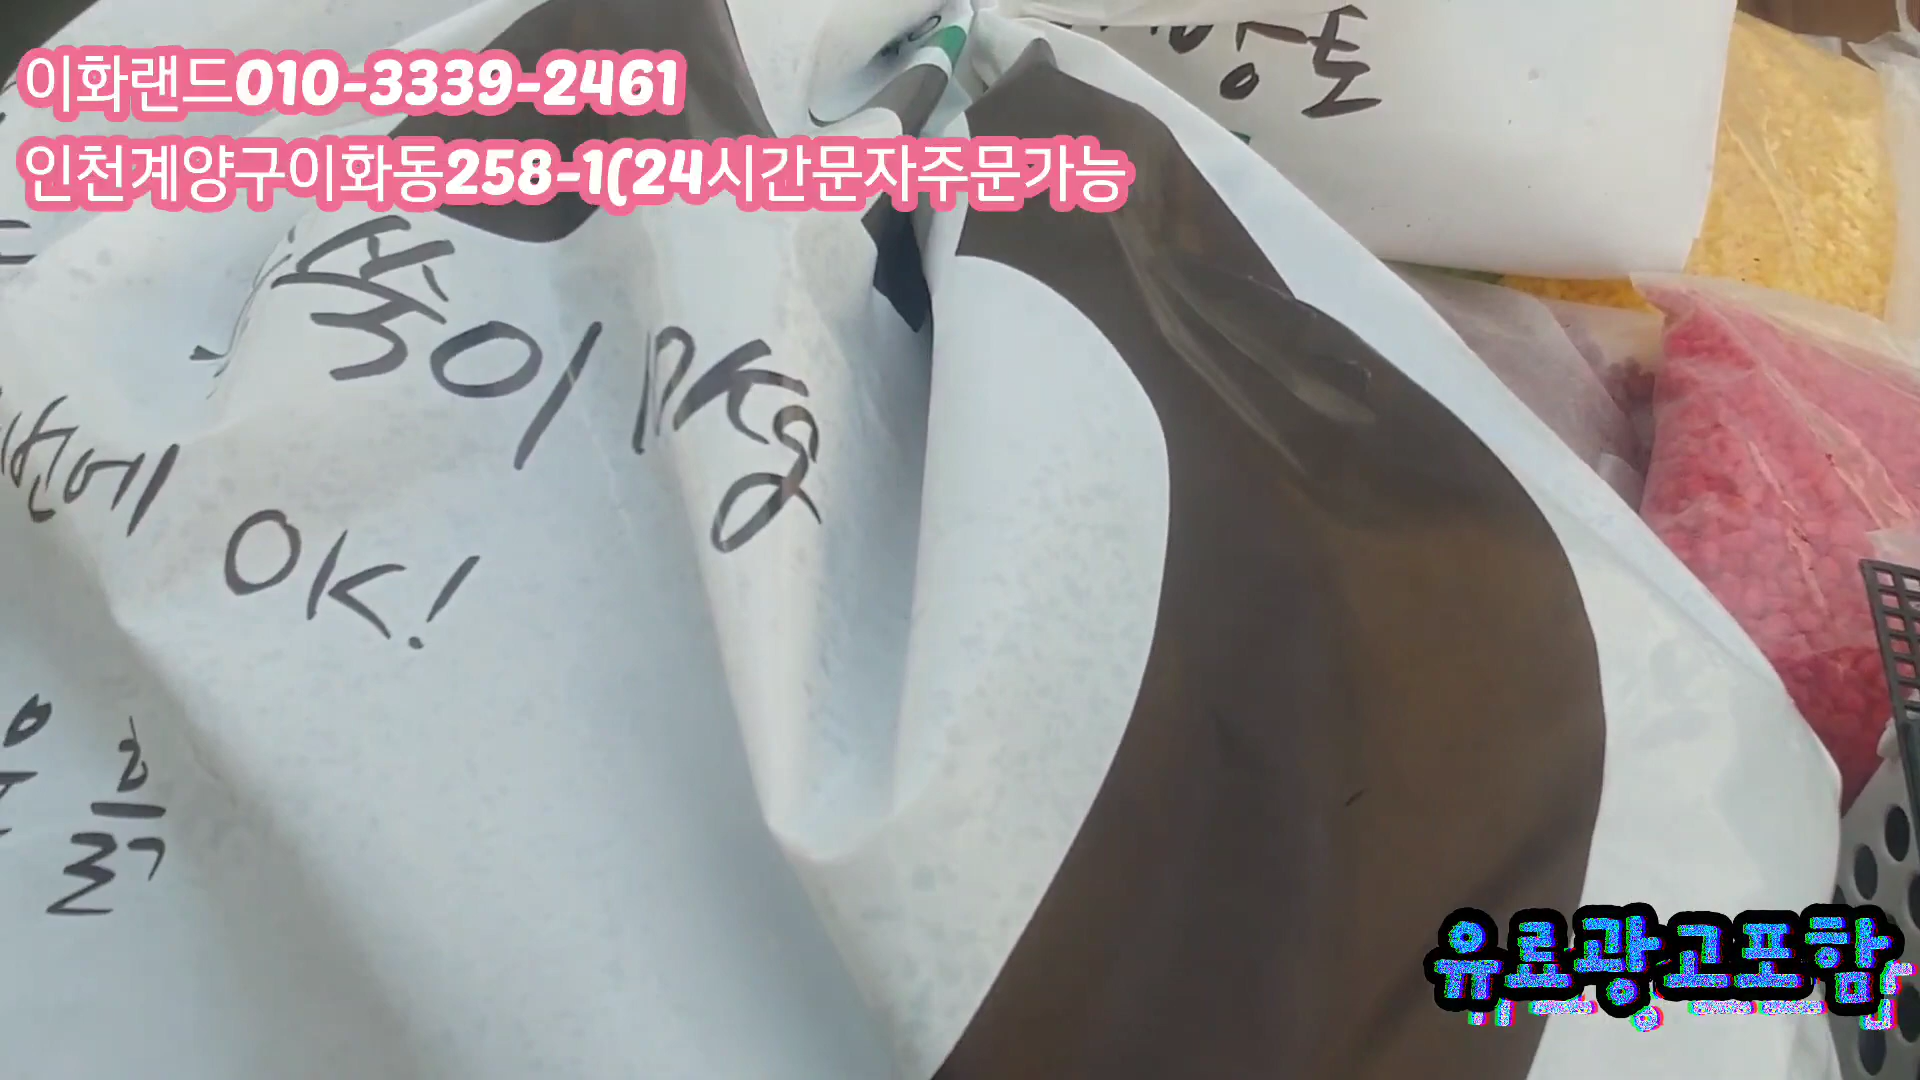 이화랜드010-3339-2461
인천계양구이화동258-1(24시간문자주문가능
쏙이 1Kg
번에
OK!
흙
유료광고포함